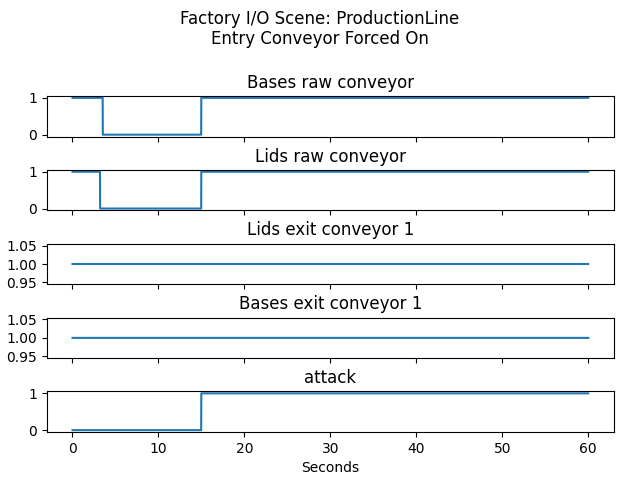 Factory I/O Scene: ProductionLine
Entry Conveyor Forced On
Bases raw conveyor
1
0
Lids raw conveyor
1
0
Lids exit conveyor 1
1.05
1.00
0.95
Bases exit conveyor 1
1.05
1.00
0.95
attack
1
0
0 10 20 30 40 50 60
Seconds